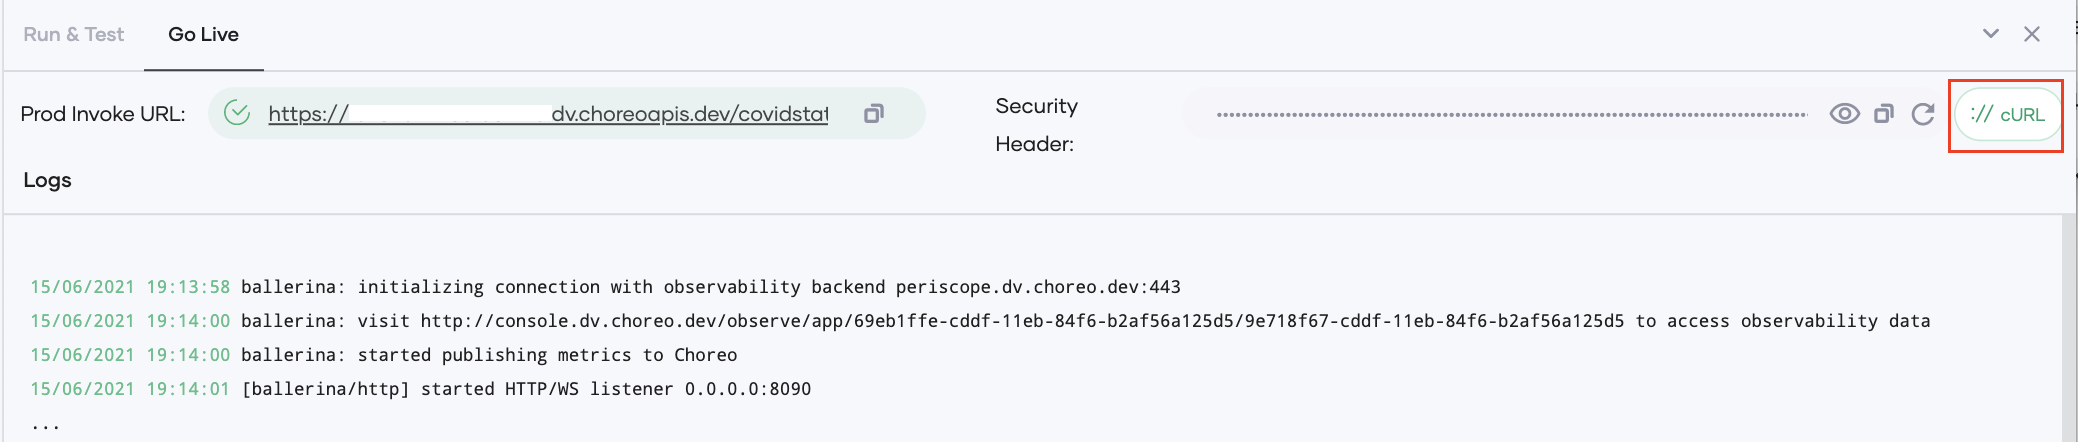 Run & Test Go Live
Prod Invoke URL: https:// dv.choreoapis.dev/covidstat
Security
Header:
:// cURL
Logs
15/06/2021 19:13:58 ballerina: initializing connection with observability backend periscope.dv.choreo.dev:443
15/06/2021 19:14:00 ballerina: visit http://console.dv.choreo.dev/observe/app/69eb1ffe-cddf-11eb-84f6-b2af56a125d5/9e718f67-cddf-11eb-84f6-b2af56a125d5 to access observability data
15/06/2021 19:14:00 ballerina: started publishing metrics to Choreo
15/06/2021 19:14:01 [ballerina/http] started HTTP/WS listener 0.0.0.0:8090
...